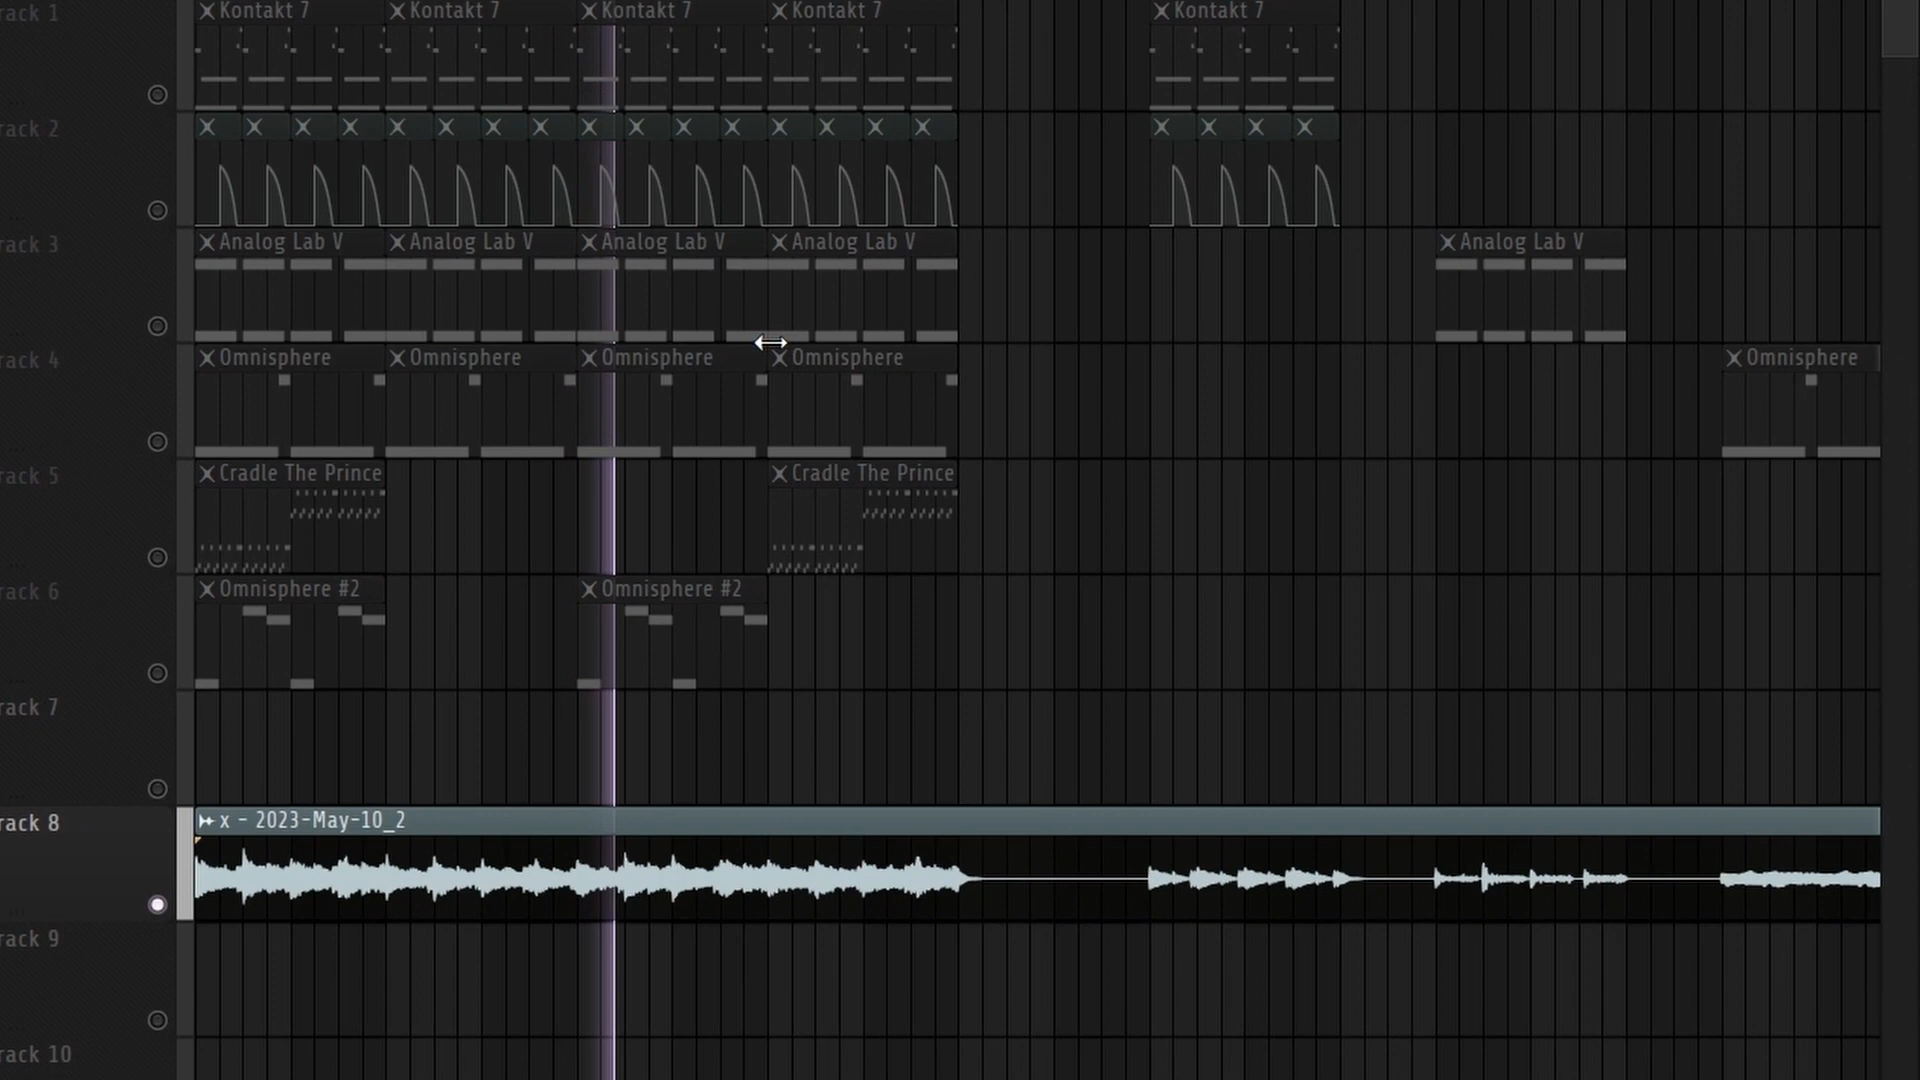 rack 1
Kontakt 7 Kontakt 7 Kontakt 7 Kontakt 7 Kontakt 7
rack 2
rack 3
Analog Lab V Analog Lab V Analog Lab V Analog Lab V Analog Lab V
rack 4
Omnisphere Omnisphere Omnisphere Omnisphere Omnisphere
rack 5
Cradle The Prince Cradle The Prince
rack 6
Omnisphere #2 Omnisphere #2
rack 7
rack 8
x - 2023-May-10_2
rack 9
rack 10